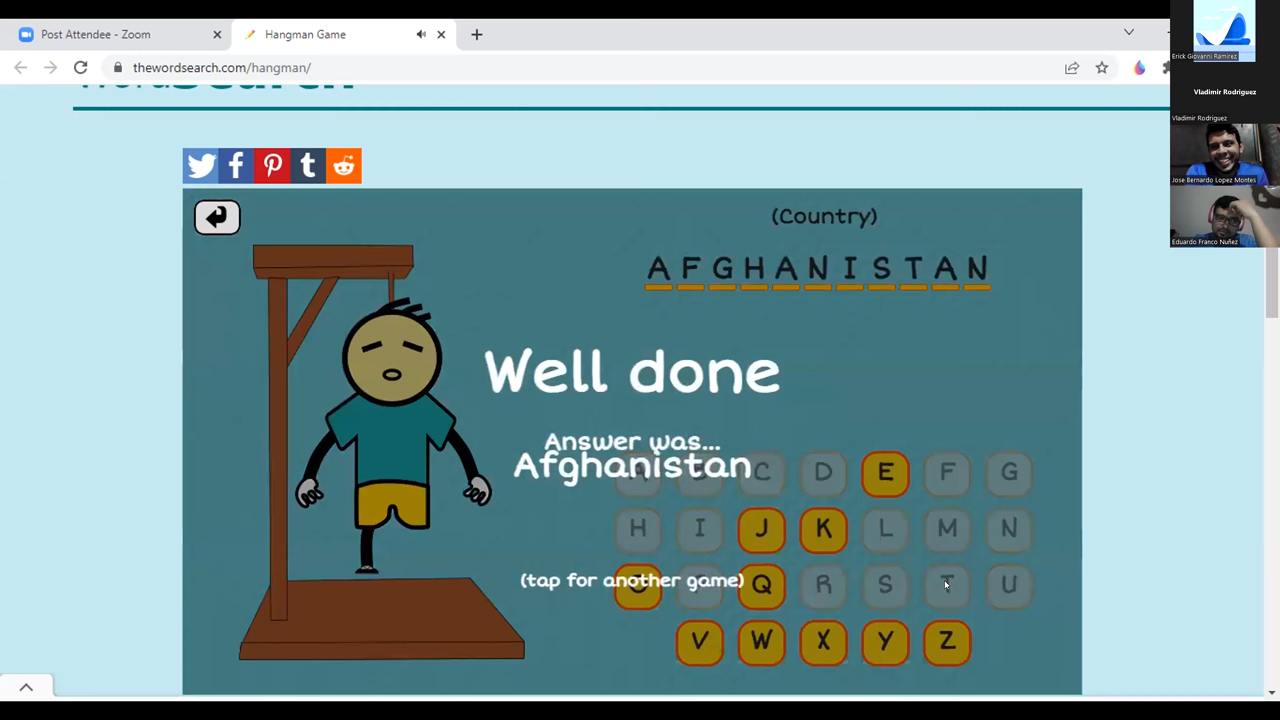 Post Attendee - Zoom
Hangman Game
thewordsearch.com/hangman/
Erick Giovanni Ramirez
Vladimir Rodriguez
Vladimir Rodriguez
Jose Bernardo Lopez Montes
Eduardo Franco Nuñez
WordSearch
(Country)
AFGHANISTAN
Well done
Answer was...
Afghanistan
(tap for another game)
C D E F G
H I J K L M N
Q R S T U
V W X Y Z